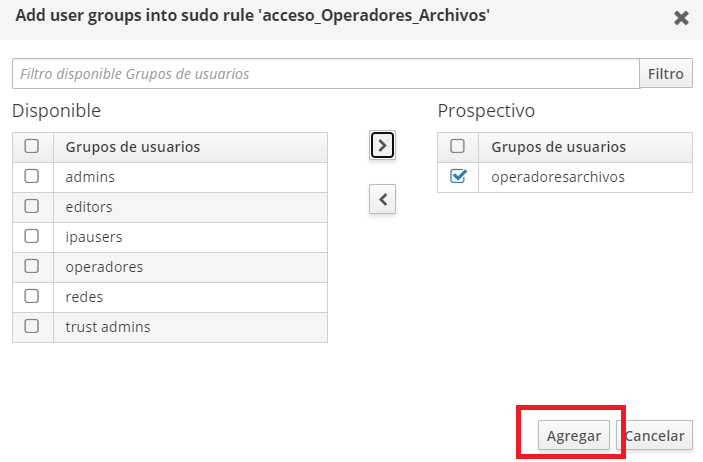 Add user groups into sudo rule 'acceso_Operadores_Archivos'
Filtro disponible Grupos de usuarios
Filtro
Disponible
Grupos de usuarios
admins
editors
ipausers
operadores
redes
trust admins
Prospectivo
Grupos de usuarios
operadoresarchivos
Agregar
Cancelar